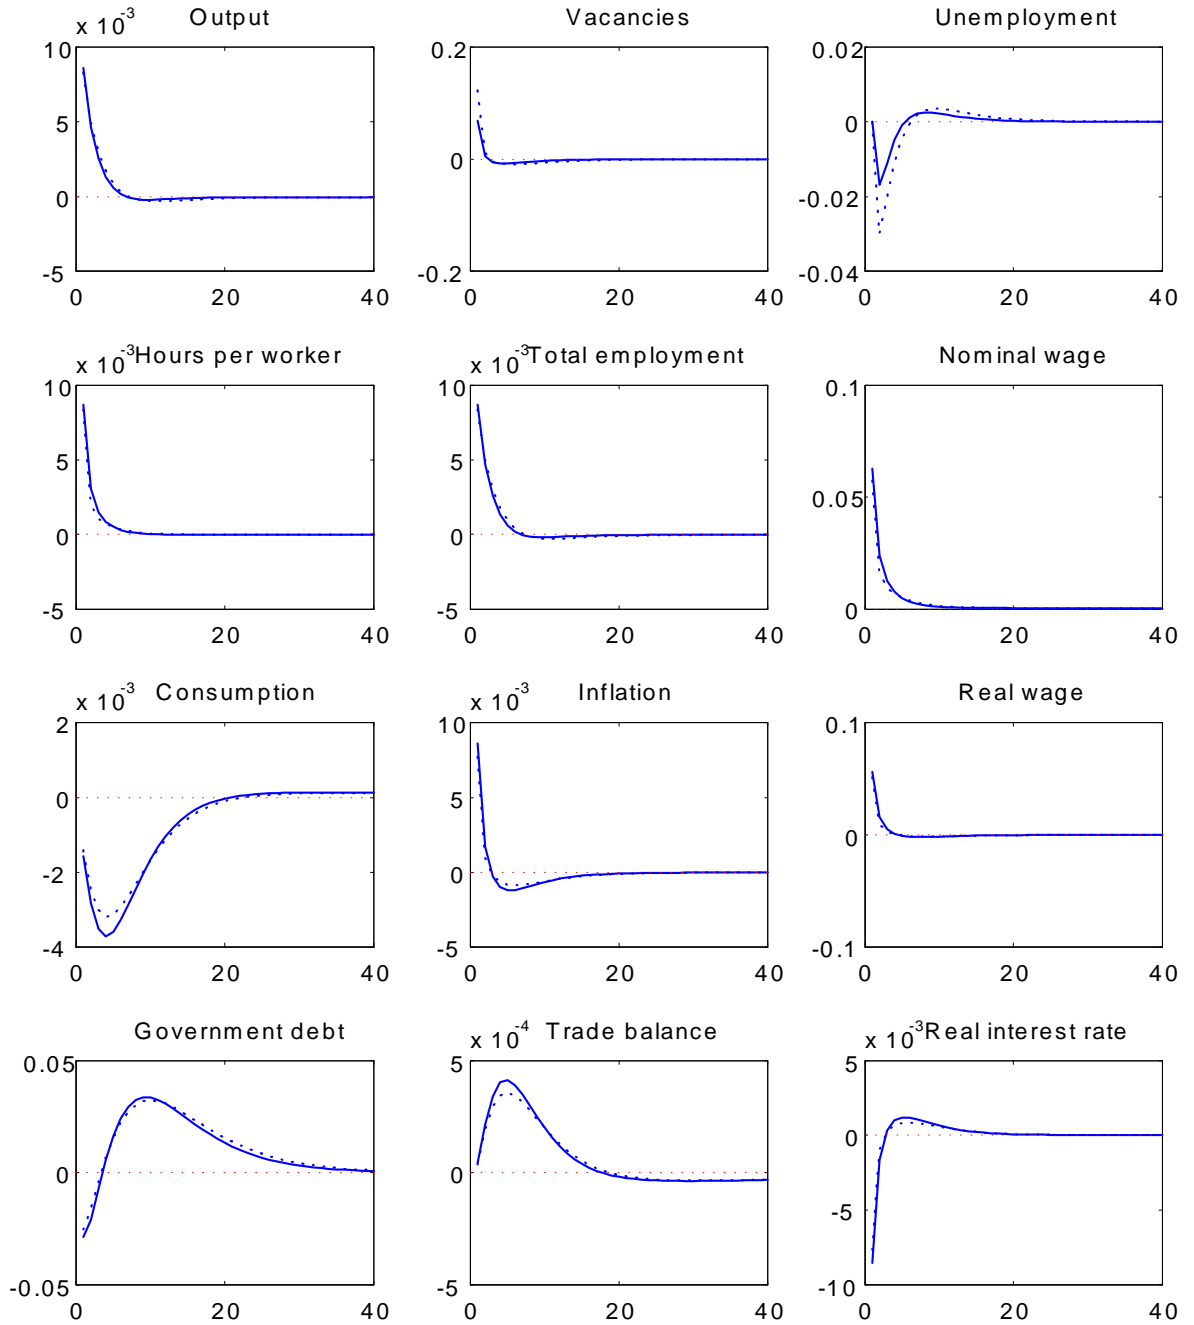 x 10^-3 Output
10
5
0
-5
0 20 40
Vacancies
0.2
0
-0.2
0 20 40
Unemployment
0.02
0
-0.02
-0.04
0 20 40
x 10^-3 Hours per worker
10
5
0
-5
0 20 40
x 10^-3 Total employment
10
5
0
-5
0 20 40
Nominal wage
0.1
0.05
0
0 20 40
x 10^-3 Consumption
2
0
-2
-4
0 20 40
x 10^-3 Inflation
10
5
0
-5
0 20 40
Real wage
0.1
0
-0.1
0 20 40
Government debt
0.05
0
-0.05
0 20 40
x 10^-4 Trade balance
5
0
-5
0 20 40
x 10^-3 Real interest rate
5
0
-5
-10
0 20 40